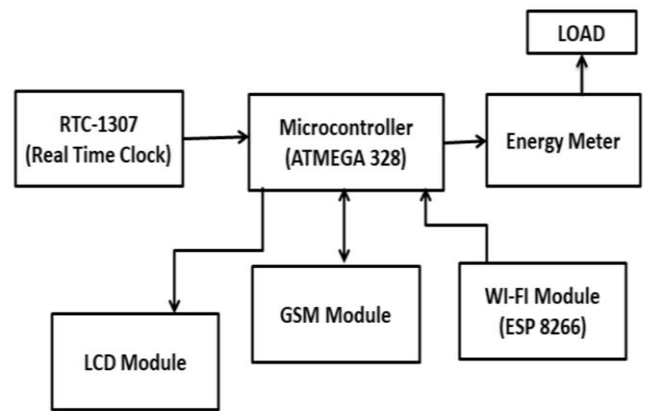 LOAD
RTC-1307
(Real Time Clock)
Microcontroller
(ATMEGA 328)
Energy Meter
LCD Module
GSM Module
WI-FI Module
(ESP 8266)